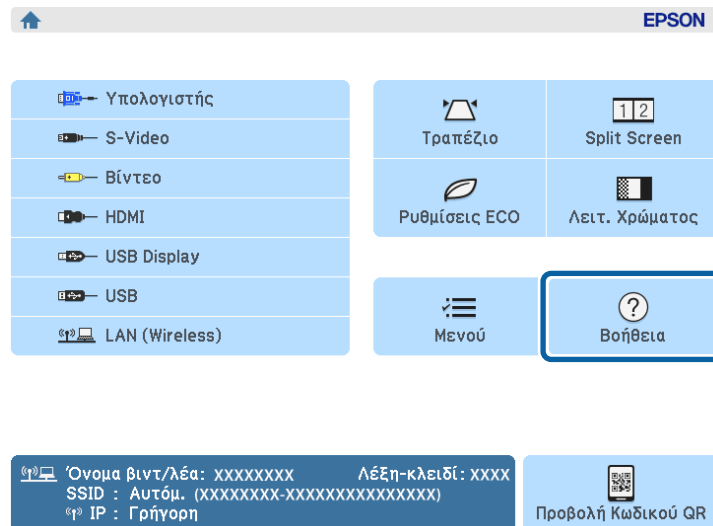 EPSON
Υπολογιστής
S-Video
Βίντεο
HDMI
USB Display
USB
LAN (Wireless)
Τραπέζιο
1 2
Split Screen
Ρυθμίσεις ECO
Λειτ. Χρώματος
Μενού
?
Βοήθεια
Όνομα βιντ/λέα: XXXXXXXX Λέξη-κλειδί: XXXX
SSID : Αυτόμ. (XXXXXXXX-XXXXXXXXXXXXXXX)
IP : Γρήγορη
Προβολή Κωδικού QR